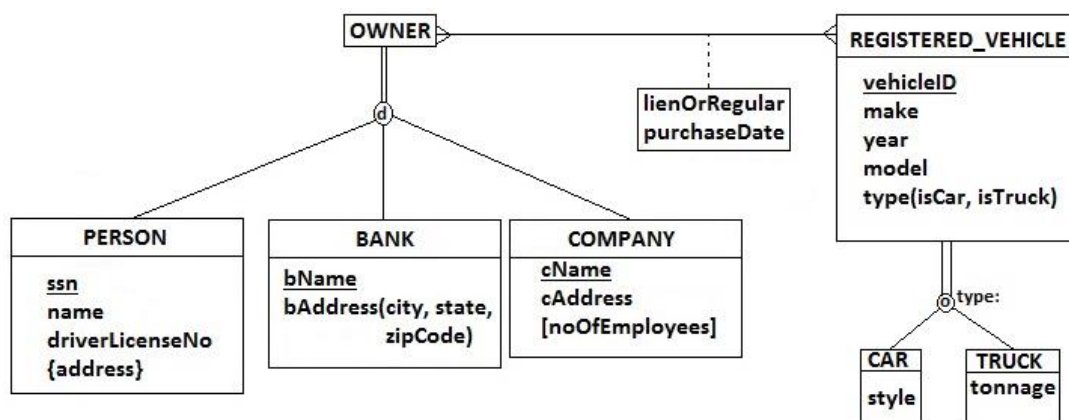 OWNER
REGISTERED_VEHICLE
vehicleID
make
year
model
type(isCar, isTruck)
lienOrRegular
purchaseDate
d
PERSON
ssn
name
driverLicenseNo
{address}
BANK
bName
bAddress(city, state,
zipCode)
COMPANY
cName
cAddress
[noOfEmployees]
o
type:
CAR
style
TRUCK
tonnage